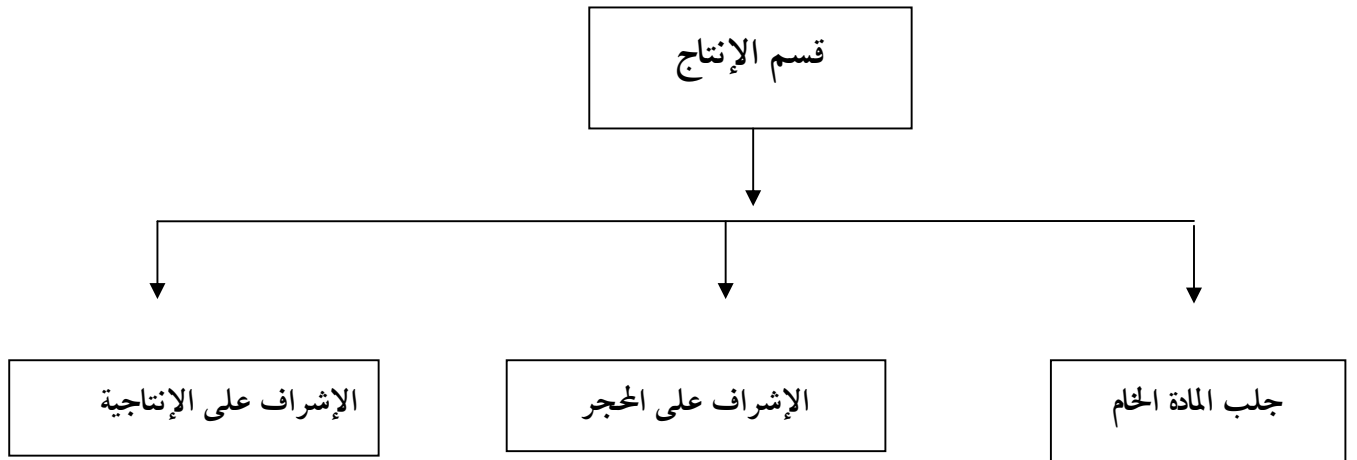 قسم الإنتاج
جلب المادة الخام
الإشراف على المحجر
الإشراف على الإنتاجية